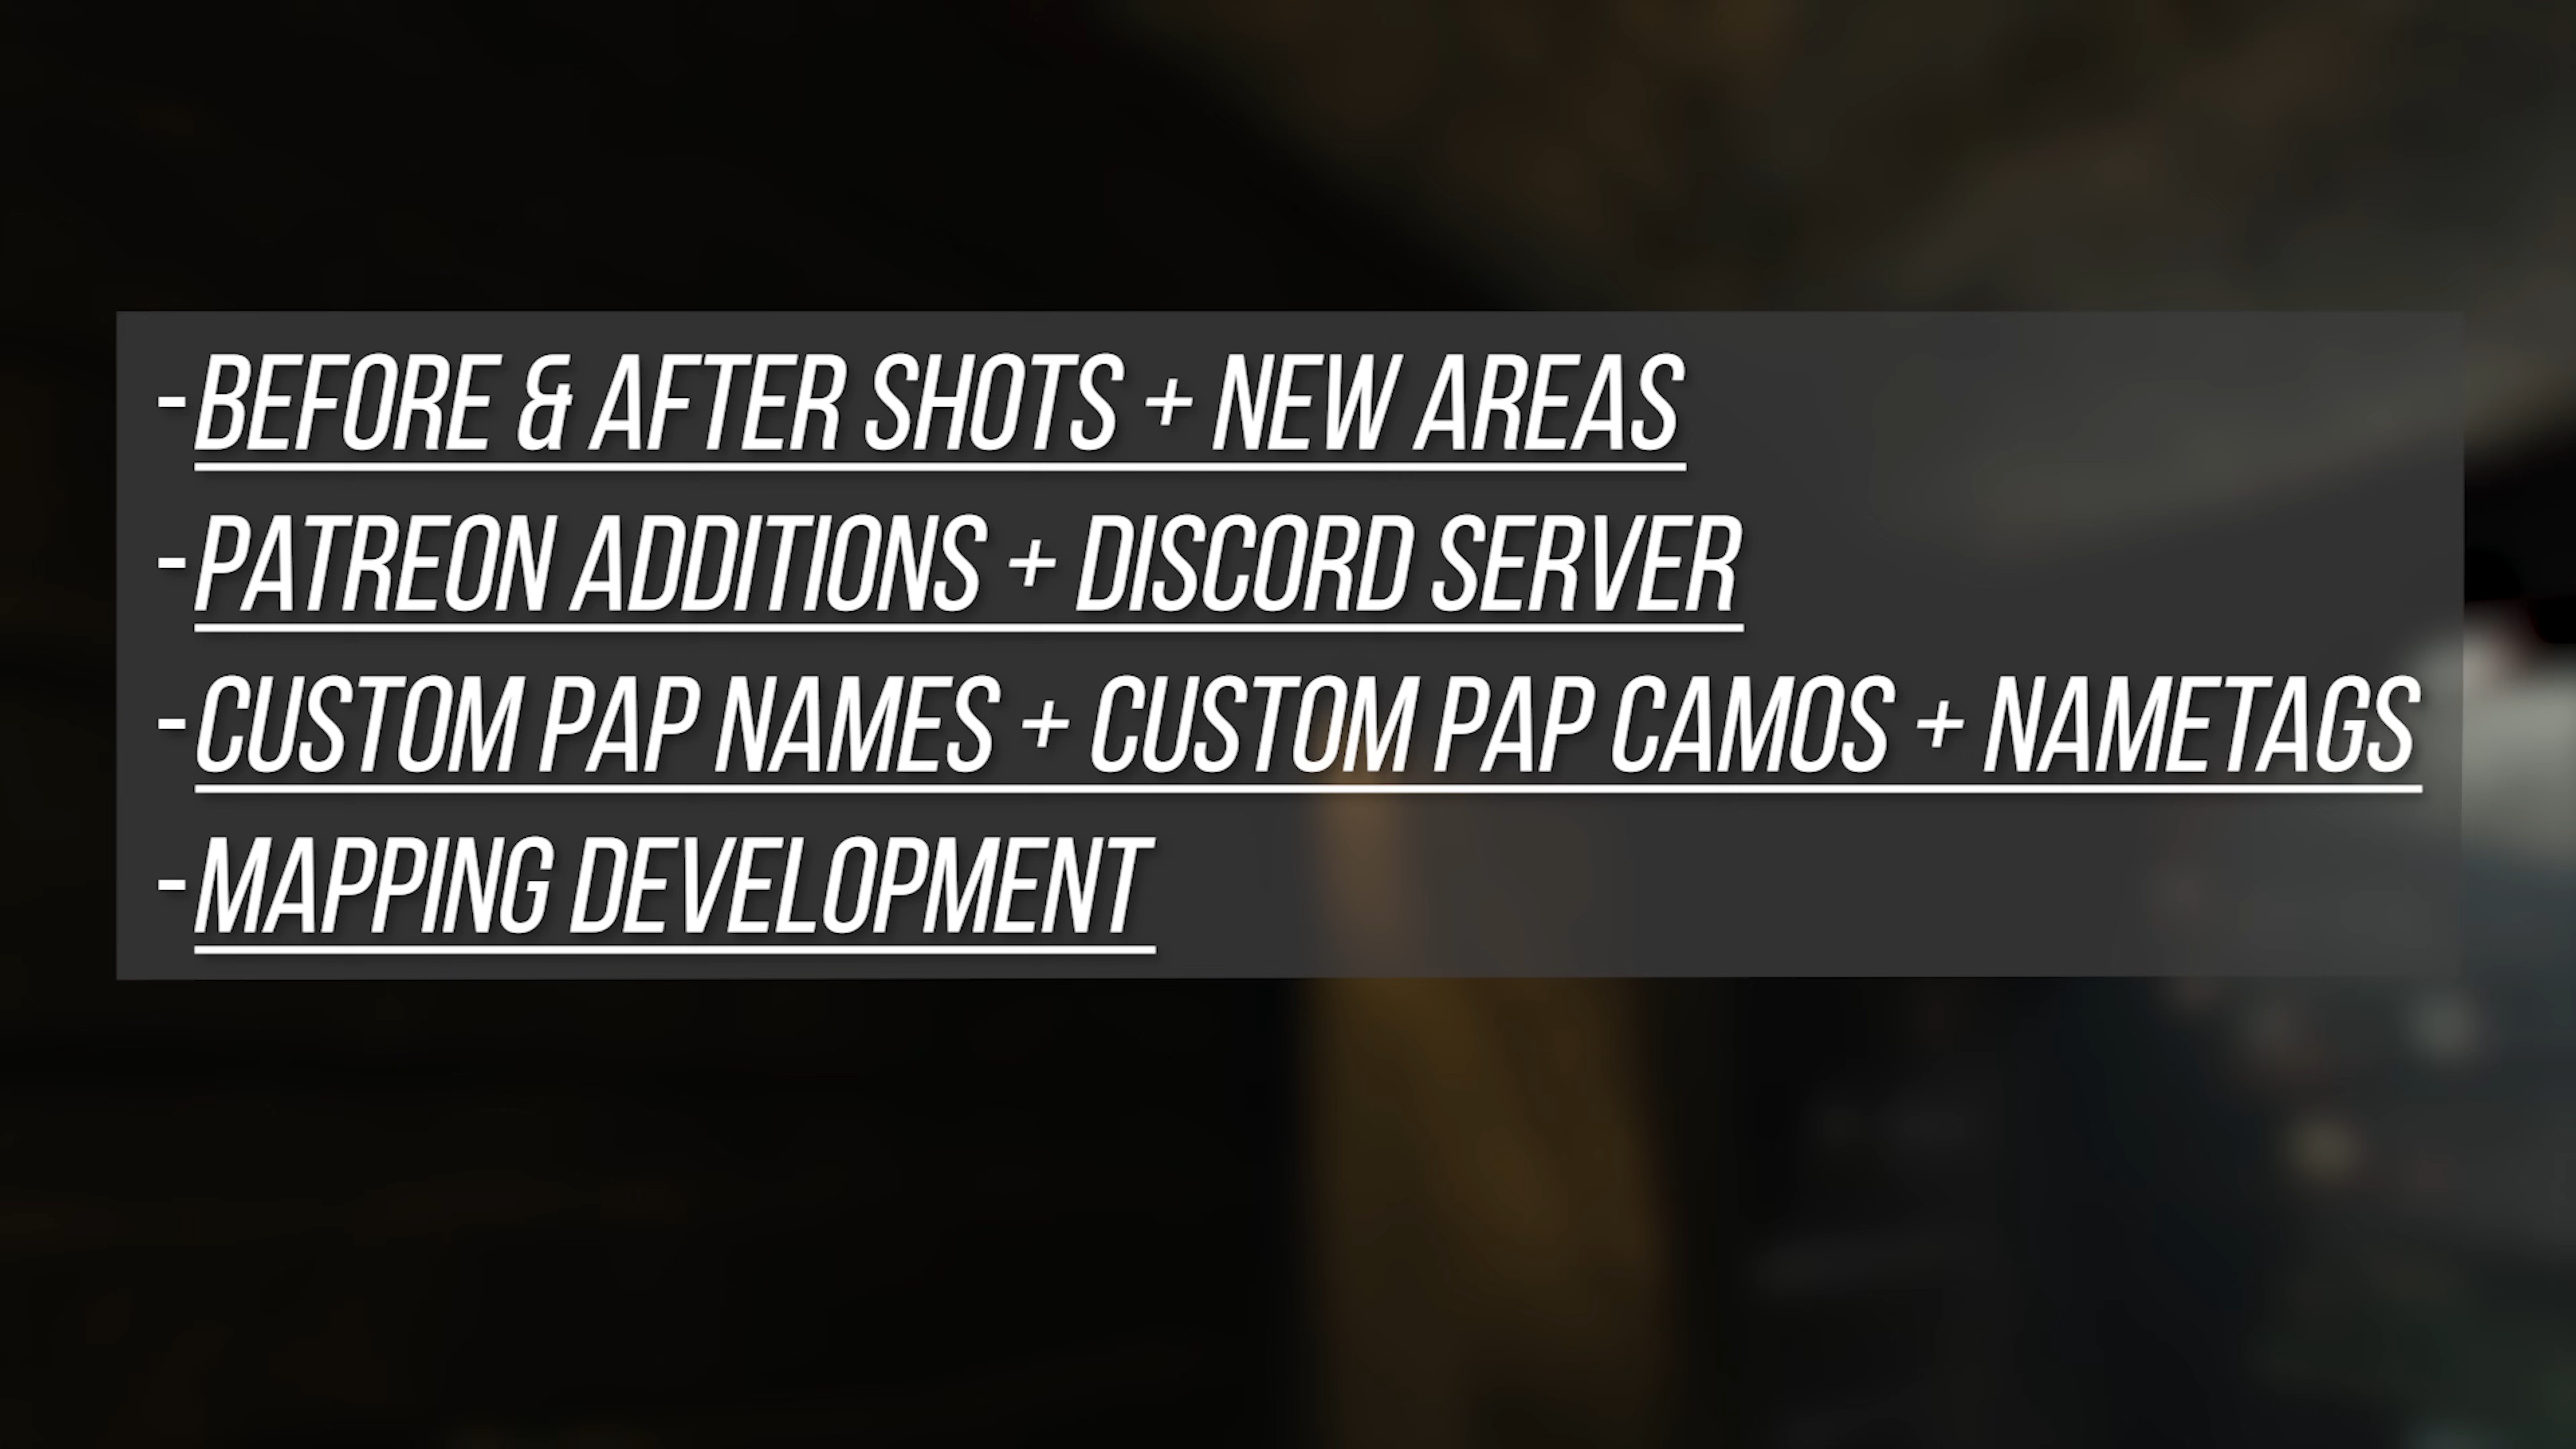 -BEFORE & AFTER SHOTS + NEW AREAS
-PATREON ADDITIONS + DISCORD SERVER
-CUSTOM PAP NAMES + CUSTOM PAP CAMOS + NAMETAGS
-MAPPING DEVELOPMENT